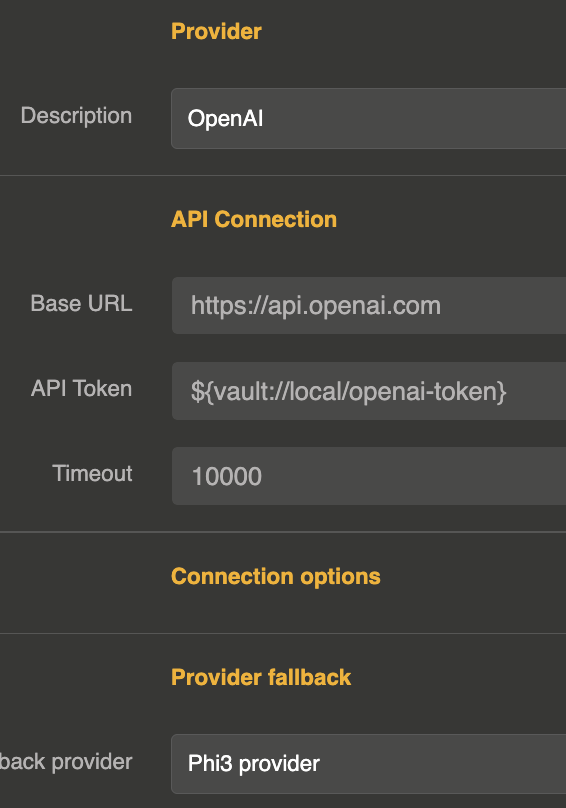 Provider
Description OpenAI
API Connection
Base URL https://api.openai.com
API Token ${vault://local/openai-token}
Timeout 10000
Connection options
Provider fallback
back provider Phi3 provider